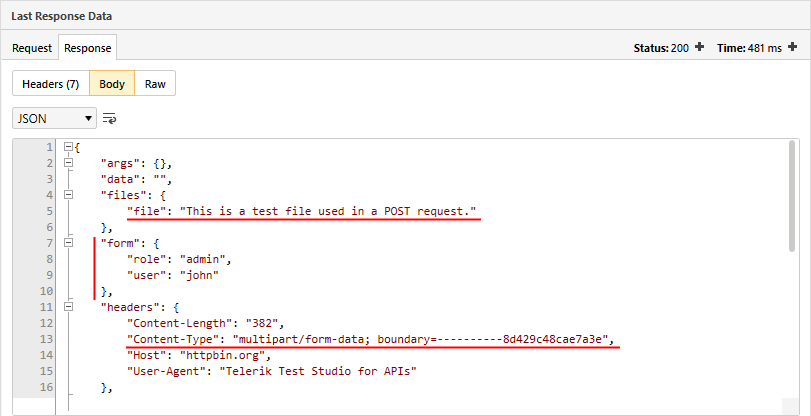 Last Response Data
Request Response Status: 200 + Time: 481 ms +
Headers (7) Body Raw
JSON
1 {
2 "args": {},
3 "data": "",
4 "files": {
5 "file": "This is a test file used in a POST request."
6 },
7 "form": {
8 "role": "admin",
9 "user": "john"
10 },
11 "headers": {
12 "Content-Length": "382",
13 "Content-Type": "multipart/form-data; boundary=----------8d429c48cae7a3e",
14 "Host": "httpbin.org",
15 "User-Agent": "Telerik Test Studio for APIs"
16 },